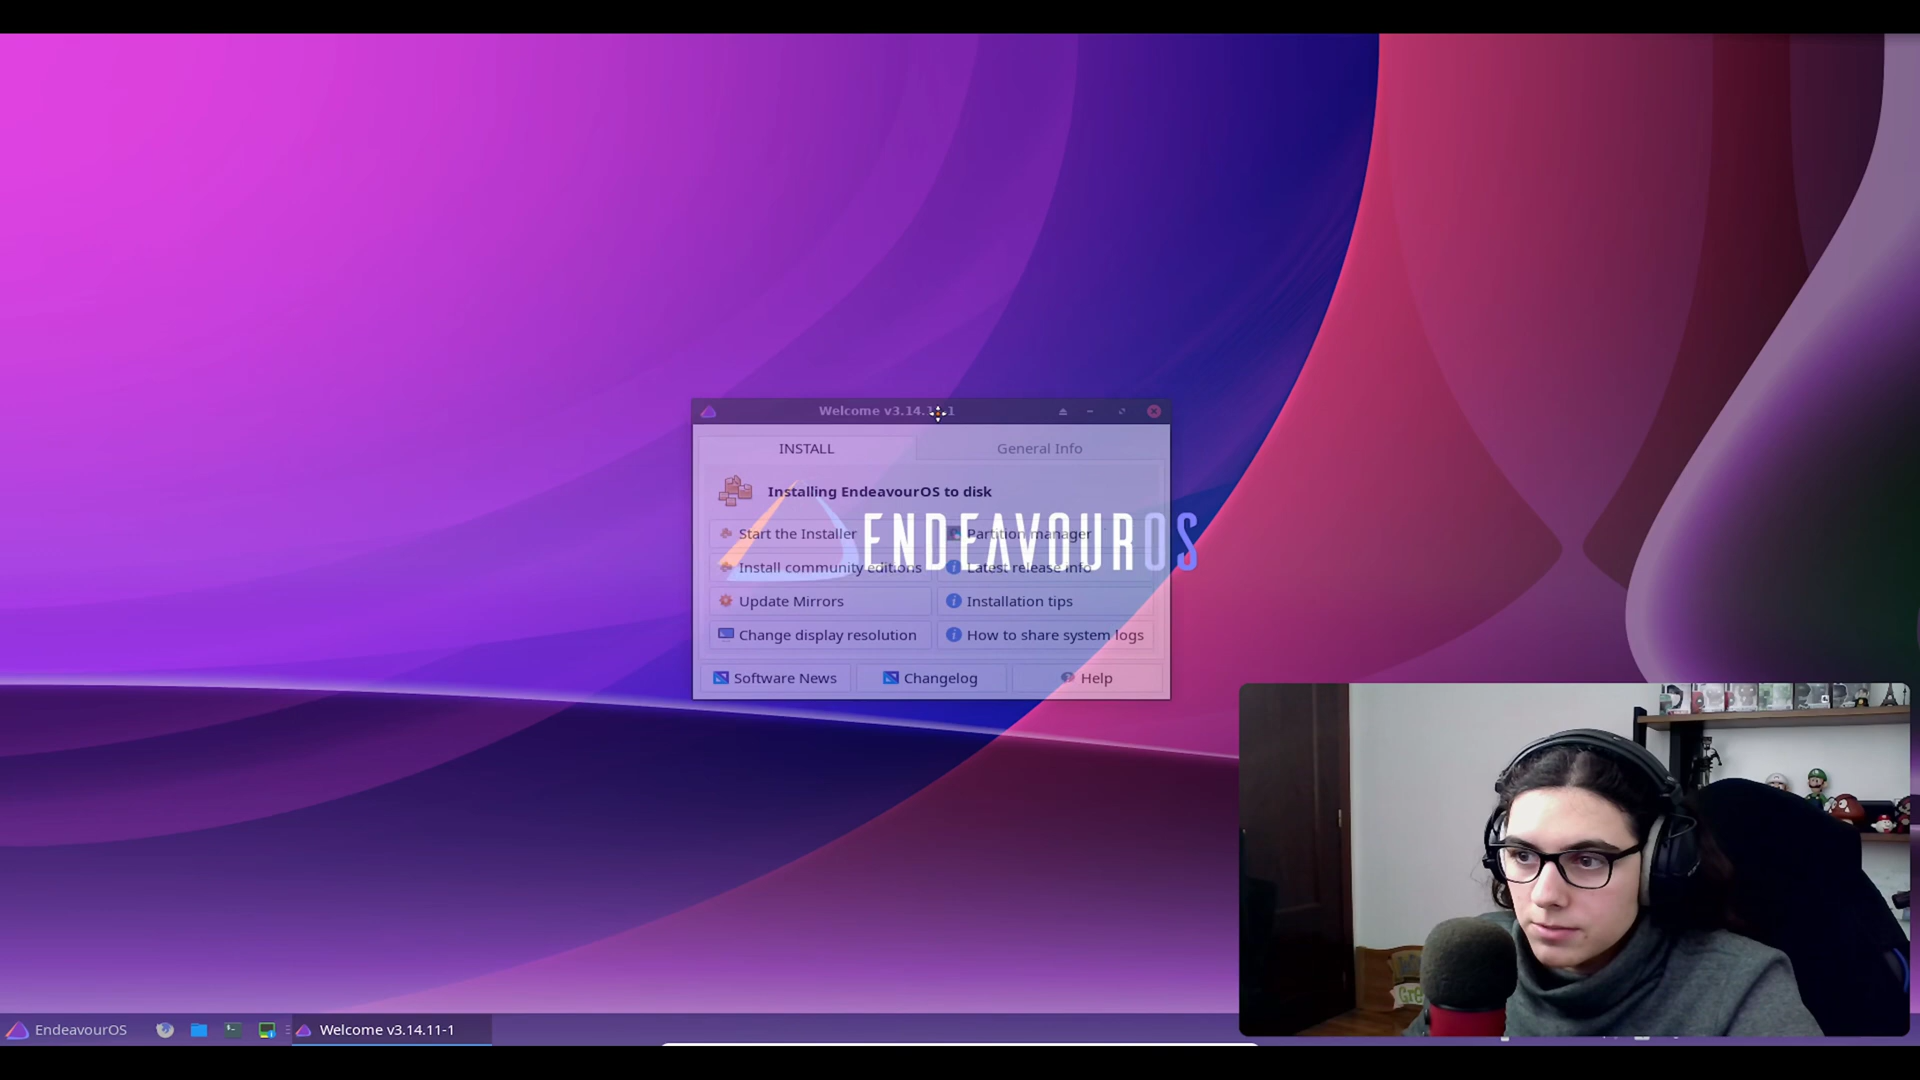 Welcome v3.14.11-1
INSTALL
General Info
Installing EndeavourOS to disk
Start the Installer
Partition manager
ENDEAVOUROS
Install community editions
Latest release info
Update Mirrors
Installation tips
Change display resolution
How to share system logs
Software News
Changelog
Help
EndeavourOS
Welcome v3.14.11-1